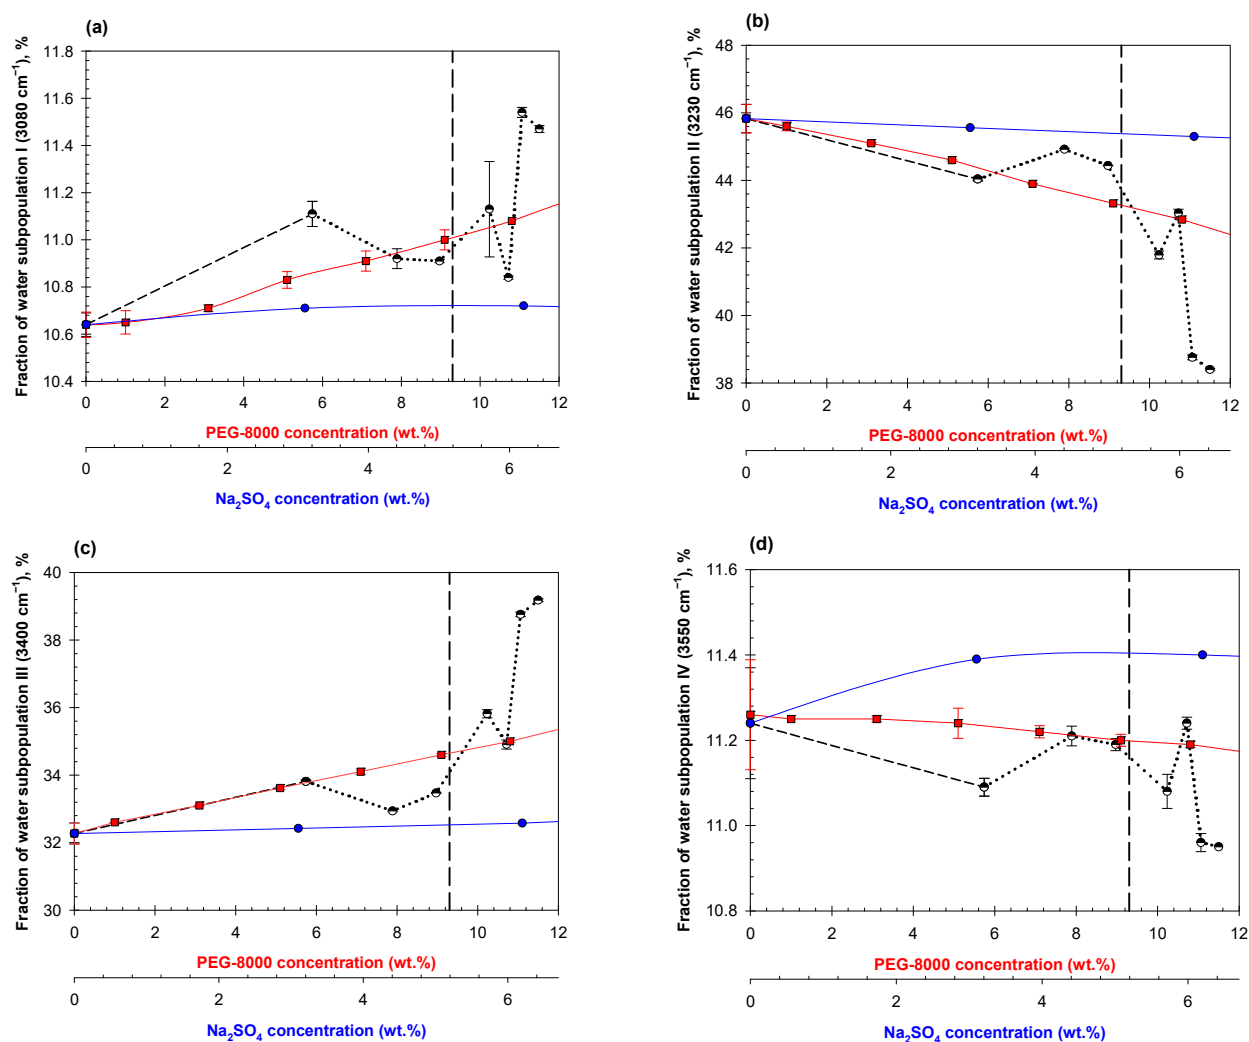 (a)
Fraction of water subpopulation I (3080 cm⁻¹), %
11.8
11.6
11.4
11.2
11.0
10.8
10.6
10.4
0 2 4 6 8 10 12
PEG-8000 concentration (wt.%)
0 2 4 6
Na₂SO₄ concentration (wt.%)
(b)
Fraction of water subpopulation II (3230 cm⁻¹), %
48
46
44
42
40
38
0 2 4 6 8 10 12
PEG-8000 concentration (wt.%)
0 2 4 6
Na₂SO₄ concentration (wt.%)
(c)
Fraction of water subpopulation III (3400 cm⁻¹), %
40
38
36
34
32
30
0 2 4 6 8 10 12
PEG-8000 concentration (wt.%)
0 2 4 6
Na₂SO₄ concentration (wt.%)
(d)
Fraction of water subpopulation IV (3550 cm⁻¹), %
11.6
11.4
11.2
11.0
10.8
0 2 4 6 8 10 12
PEG-8000 concentration (wt.%)
0 2 4 6
Na₂SO₄ concentration (wt.%)